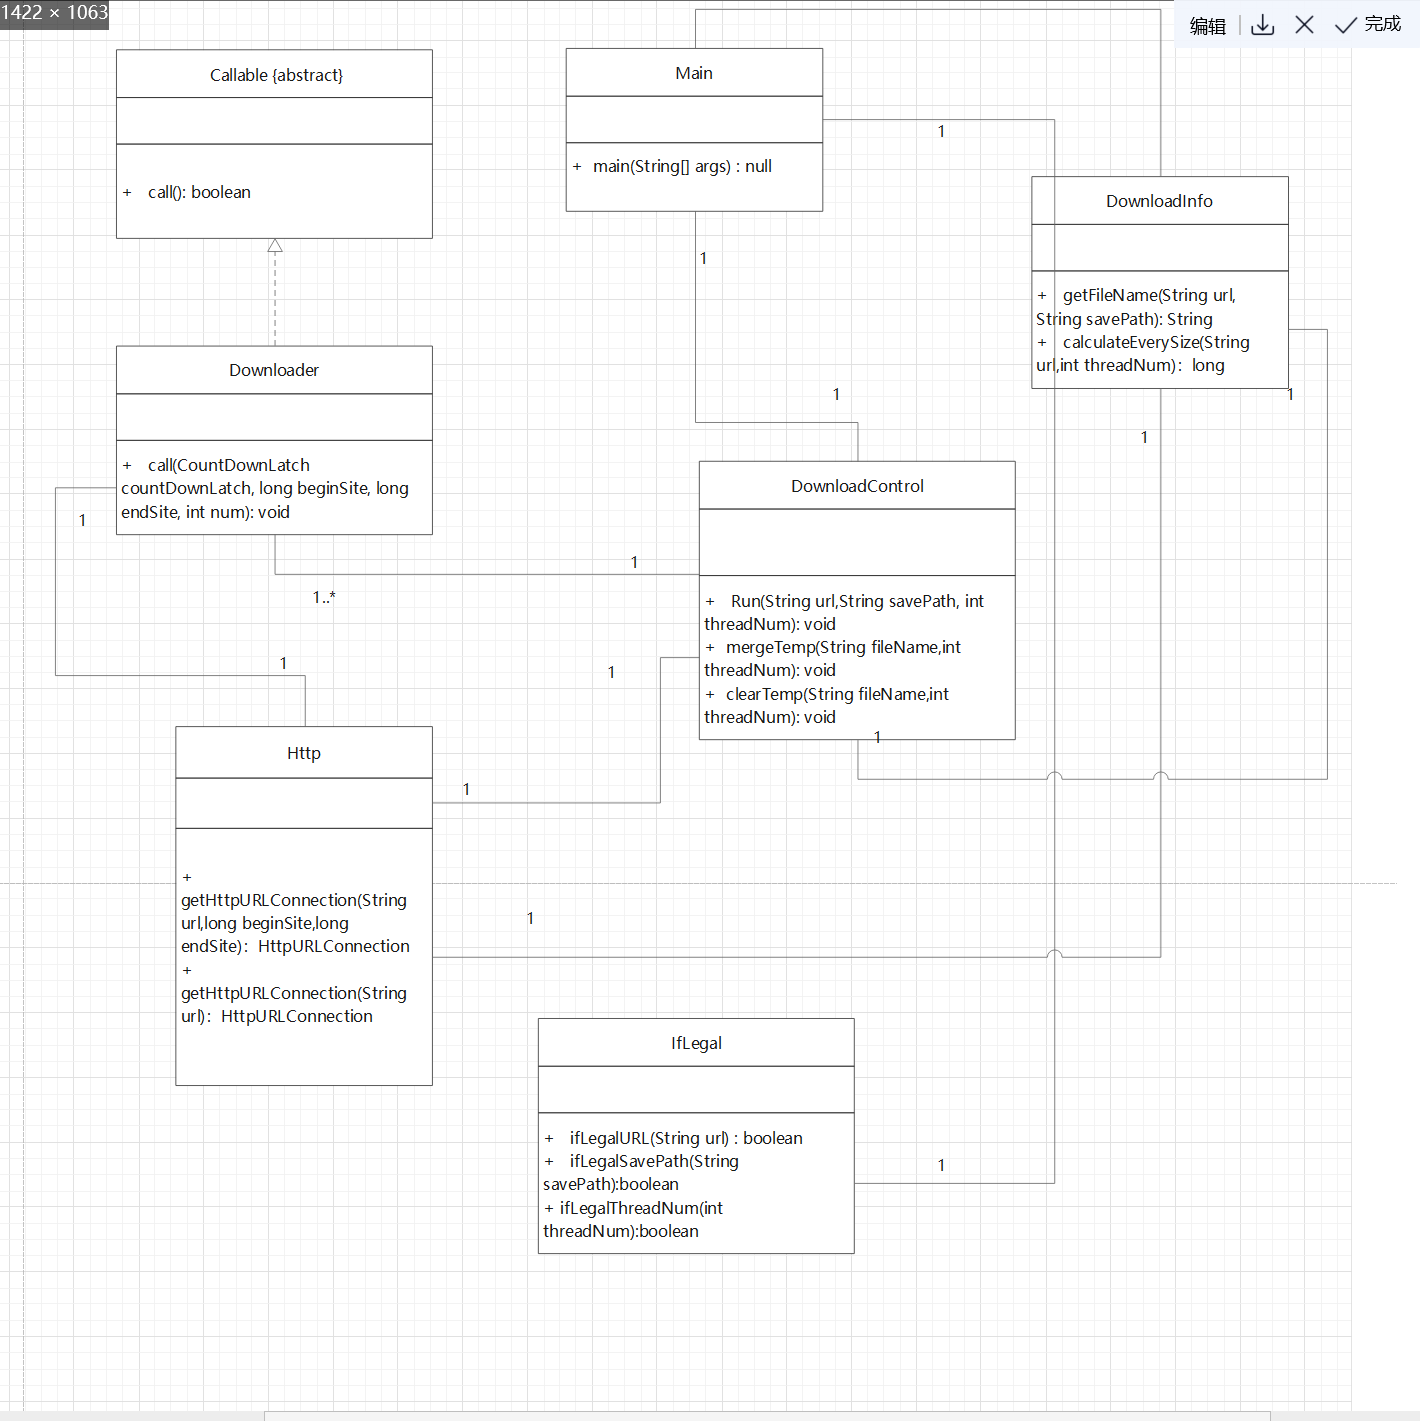 1422 × 1063
编辑
完成
Callable {abstract}
+ call(): boolean
Main
+ main(String[] args) : null
1
1
DownloadInfo
+ getFileName(String url,
String savePath): String
+ calculateEverySize(String
url,int threadNum)： long
1
1
1
Downloader
+ call(CountDownLatch
countDownLatch, long beginSite, long
endSite, int num): void
1
1
1..*
DownloadControl
+ Run(String url,String savePath, int
threadNum): void
+ mergeTemp(String fileName,int
threadNum): void
+ clearTemp(String fileName,int
threadNum): void
1
1
1
1
Http
+
getHttpURLConnection(String
url,long beginSite,long
endSite)： HttpURLConnection
+
getHttpURLConnection(String
url)： HttpURLConnection
1
IfLegal
+ ifLegalURL(String url) : boolean
+ ifLegalSavePath(String
savePath):boolean
+ ifLegalThreadNum(int
threadNum):boolean
1